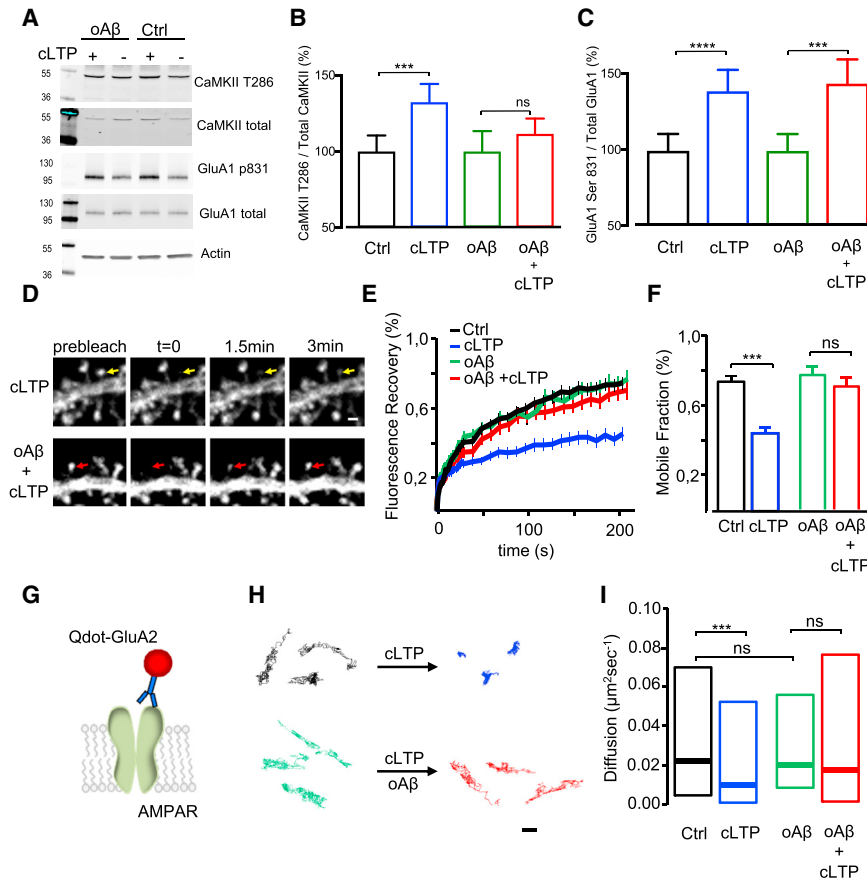 A
oAβ Ctrl
cLTP + - + -
55
36
CaMKII T286
55
36
CaMKII total
130
95
GluA1 p831
130
95
GluA1 total
55
36
Actin
B
CaMKII T286 / Total CaMKII (%)
150
100
50
***
ns
Ctrl
cLTP
oAβ
oAβ
+
cLTP
C
GluA1 Ser 831 / Total GluA1 (%)
150
100
50
****
***
Ctrl
cLTP
oAβ
oAβ
+
cLTP
D
prebleach t=0 1.5min 3min
cLTP
oAβ
+
cLTP
E
Fluorescence Recovery (%)
1,0
0,6
0,2
Ctrl
cLTP
oAβ
oAβ +cLTP
0 100 200
time (s)
F
Mobile Fraction (%)
1,0
0,6
0,2
***
ns
Ctrl cLTP oAβ oAβ
+
cLTP
G
Qdot-GluA2
AMPAR
H
cLTP
cLTP
oAβ
I
Diffusion (μm²sec⁻¹)
0.10
0.08
0.06
0.04
0.02
0.00
***
ns
ns
Ctrl
cLTP
oAβ
oAβ
+
cLTP